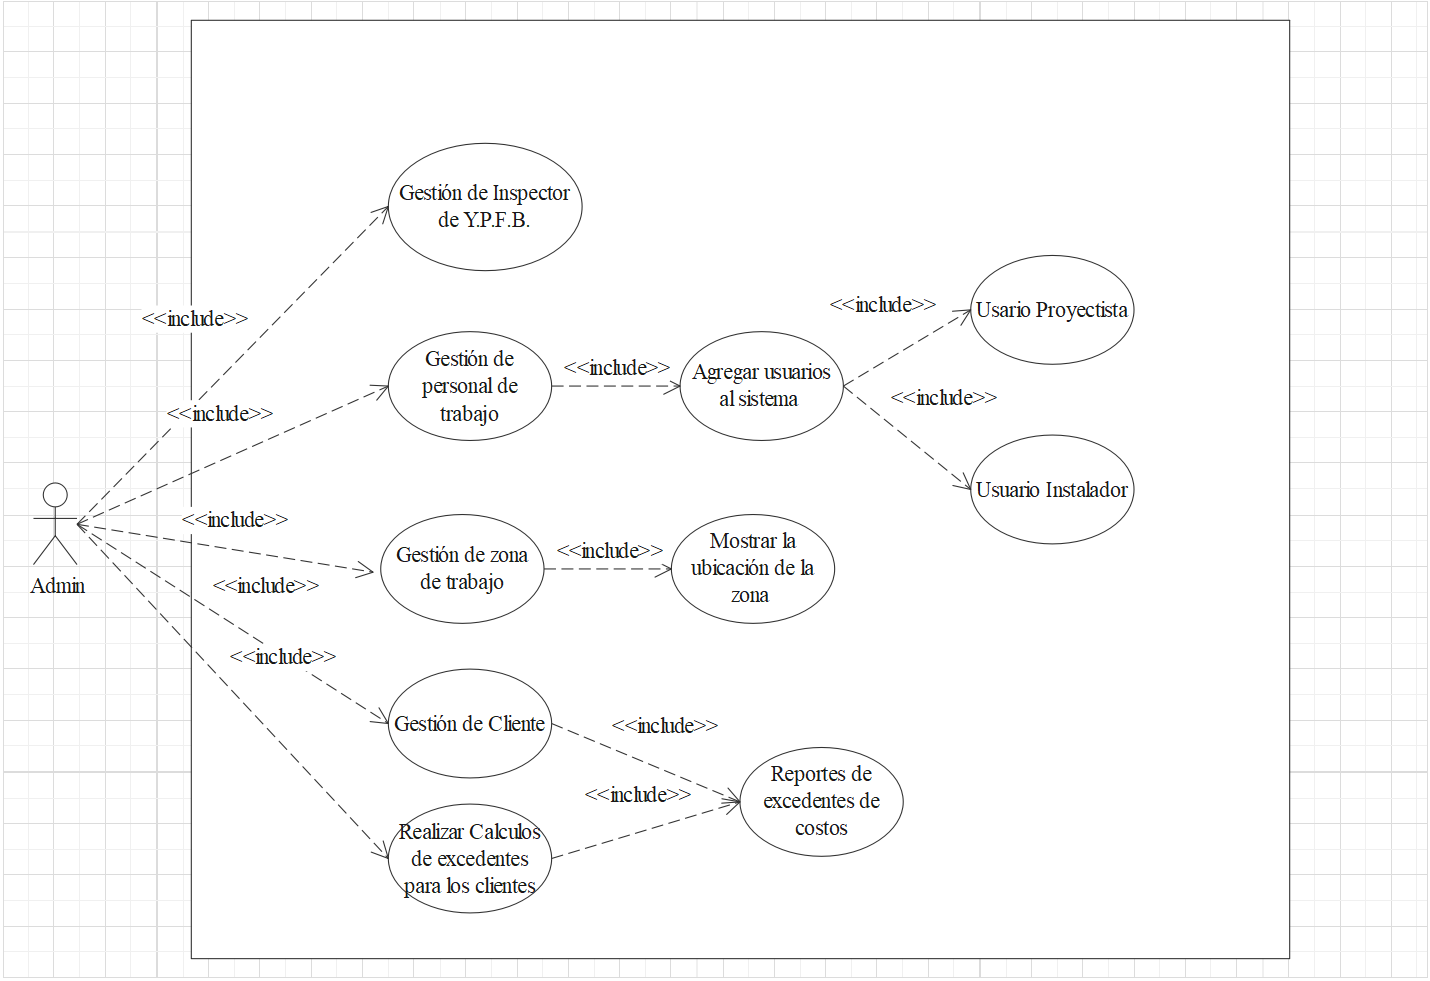 Gestión de Inspector
de Y.P.F.B.
<<include>>
<<include>>
Usario Proyectista
Gestión de
personal de
trabajo
<<include>>
Agregar usuarios
al sistema
<<include>>
<<include>>
Usuario Instalador
<<include>>
Gestión de zona
de trabajo
<<include>>
Mostrar la
ubicación de la
zona
Admin
<<include>>
<<include>>
Gestión de Cliente
<<include>>
<<include>>
Reportes de
excedentes de
costos
Realizar Calculos
de excedentes
para los clientes